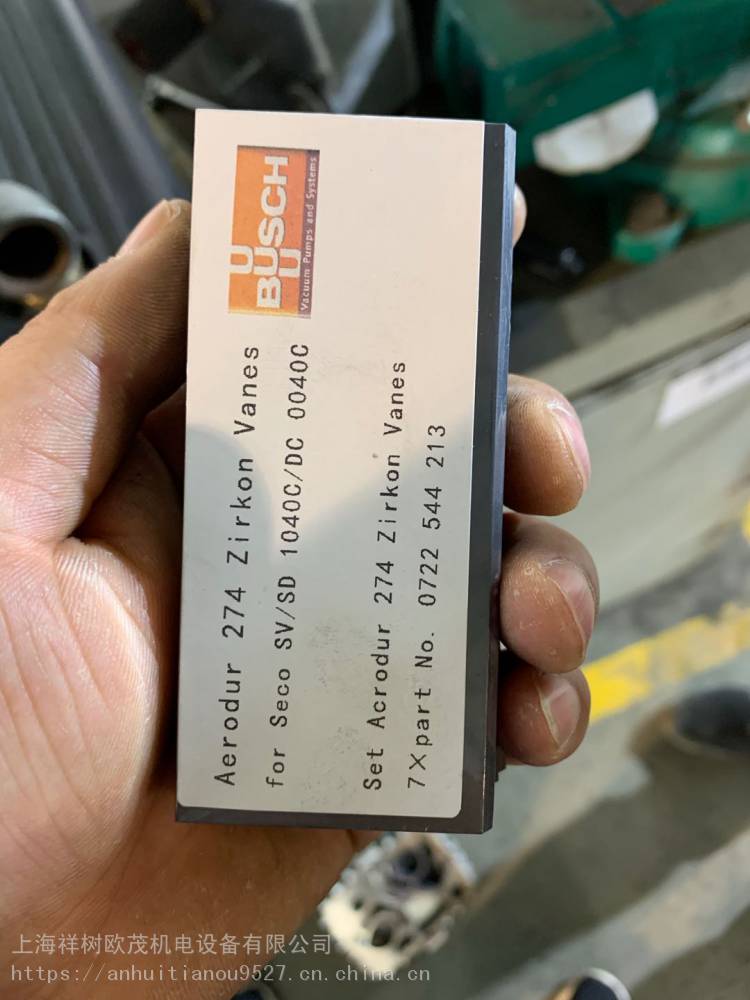 BUSCH
Vacuum Pumps and Systems
Aerodur 274 Zirkon Vanes
for Seco SV/SD 1040C/DC 0040C
Set Acrodur 274 Zirkon Vanes
7×part No. 0722 544 213
上海祥树欧茂机电设备有限公司
https://anhuitianou9527.cn.china.cn